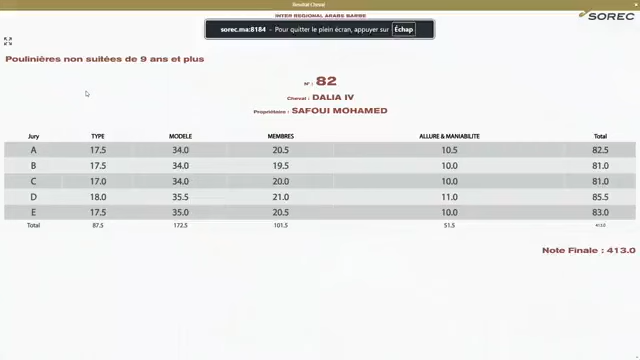 Resultat Cheval
INTER REGIONAL ARABE BARBE
SOREC
sorec.ma:8184 - Pour quitter le plein écran, appuyer sur Échap
Poulinières non suitées de 9 ans et plus
N° : 82
Cheval : DALIA IV
Propriétaire : SAFOUI MOHAMED
Jury TYPE MODELE MEMBRES ALLURE & MANIABILITE Total
A 17.5 34.0 20.5 10.5 82.5
B 17.5 34.0 19.5 10.0 81.0
C 17.0 34.0 20.0 10.0 81.0
D 18.0 35.5 21.0 11.0 85.5
E 17.5 35.0 20.5 10.0 83.0
Total 87.5 172.5 101.5 51.5 413.0
Note Finale : 413.0